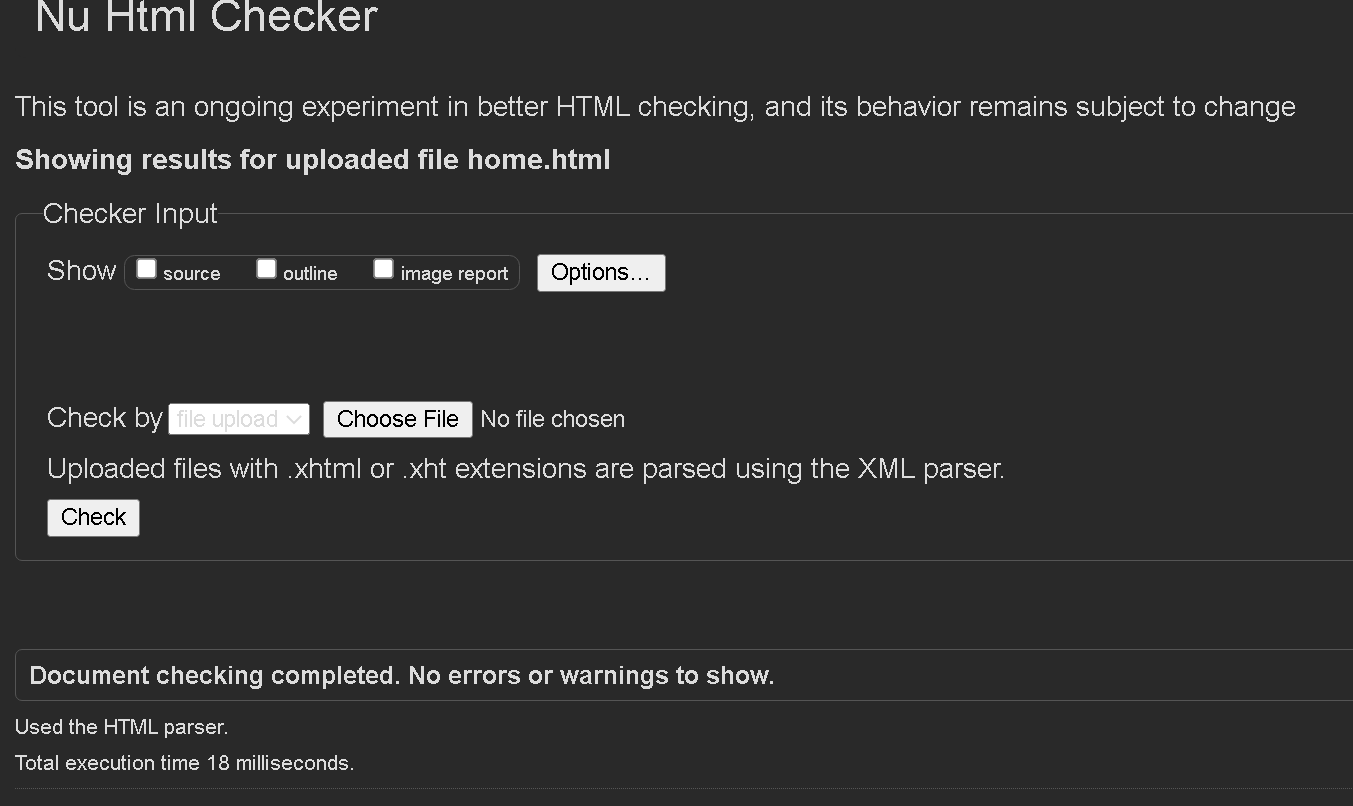 Nu Html Checker
This tool is an ongoing experiment in better HTML checking, and its behavior remains subject to change
Showing results for uploaded file home.html
Checker Input
Show source outline image report Options...
Check by file upload Choose File No file chosen
Uploaded files with .xhtml or .xht extensions are parsed using the XML parser.
Check
Document checking completed. No errors or warnings to show.
Used the HTML parser.
Total execution time 18 milliseconds.